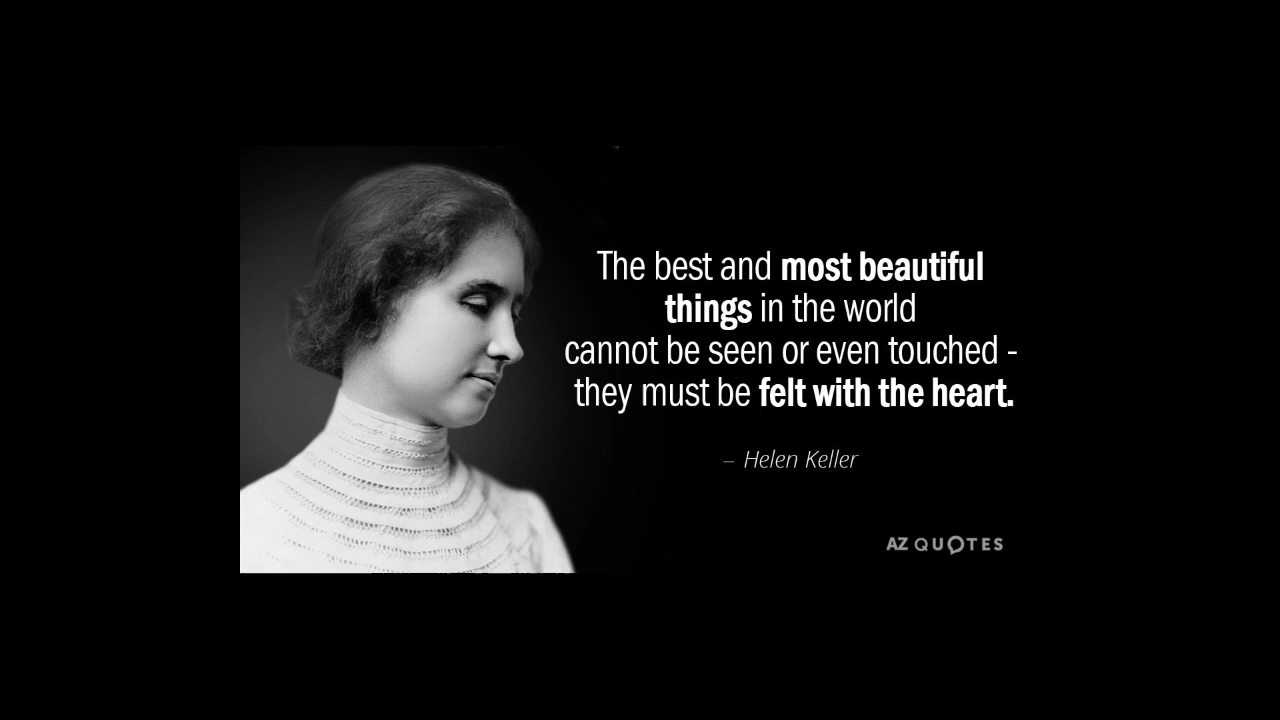 The best and most beautiful
things in the world
cannot be seen or even touched -
they must be felt with the heart.
– Helen Keller
AZ QUOTES